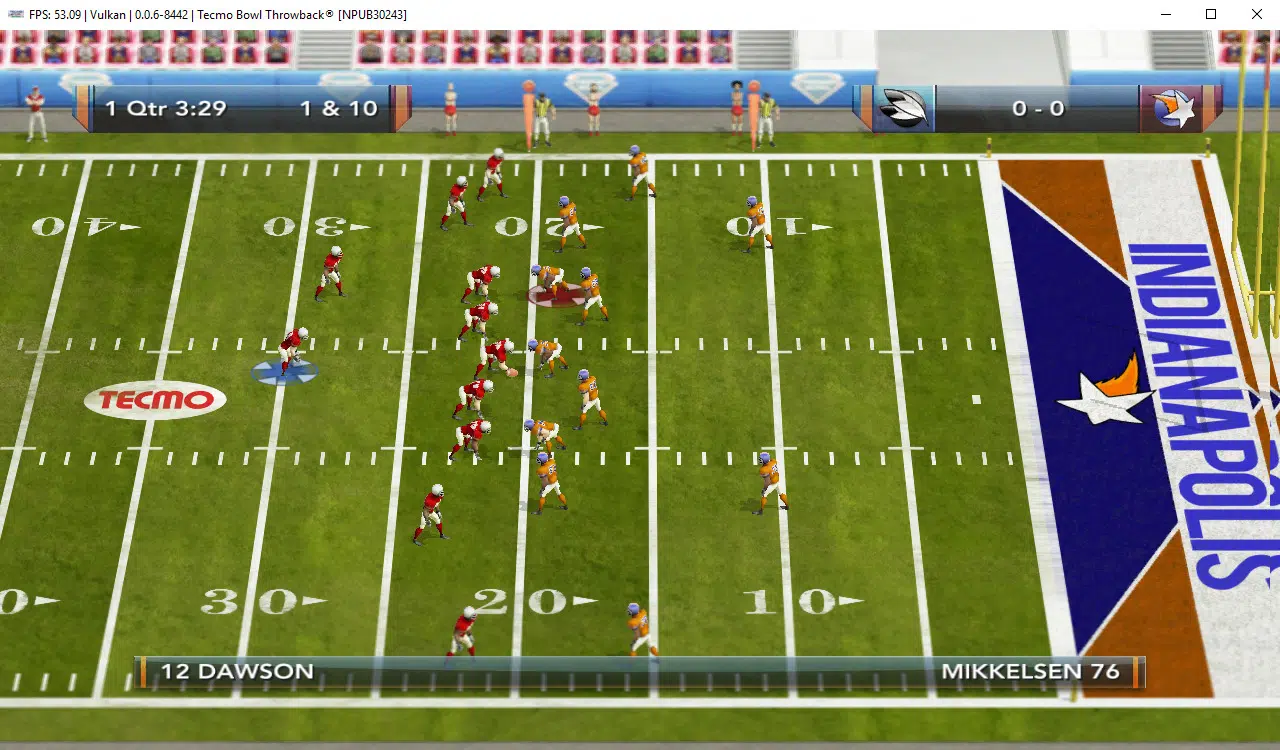 FPS: 53.09 | Vulkan | 0.0.6-8442 | Tecmo Bowl Throwback® [NPUB30243]
1 Qtr 3:29 1 & 10 0 - 0
40 30 20 10
TECMO
INDIANAPOLIS
0 30 20 10
12 DAWSON MIKKELSEN 76